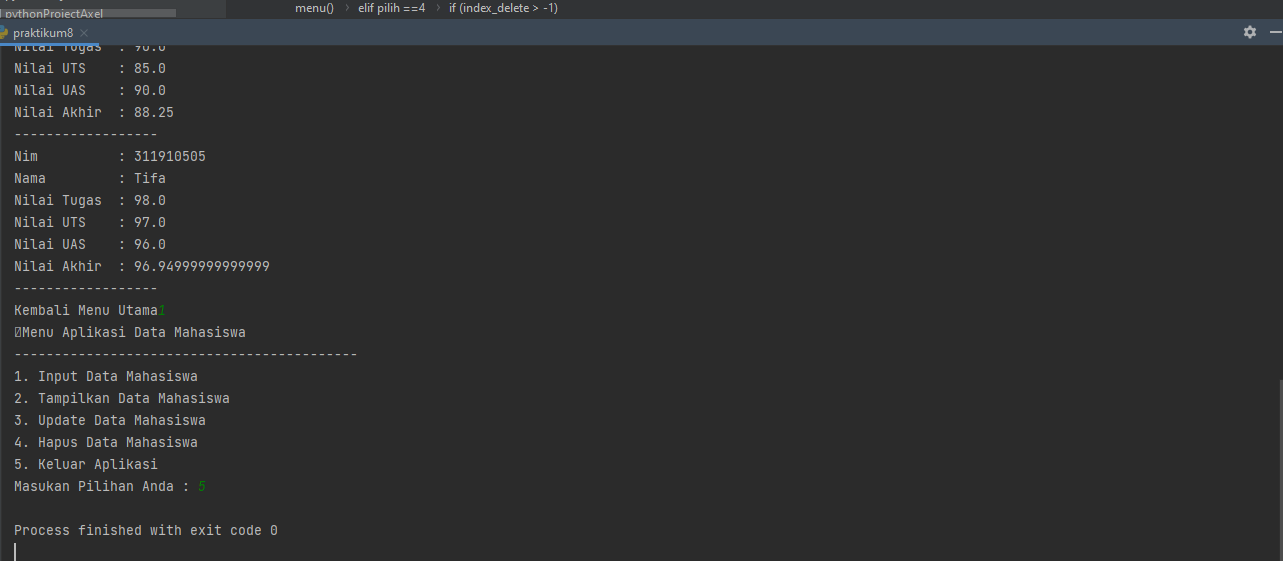 pythonProjectAxel
menu() › elif pilih ==4 › if (index_delete > -1)
praktikum8
Nilai Tugas : 90.0
Nilai UTS : 85.0
Nilai UAS : 90.0
Nilai Akhir : 88.25
------------------
Nim : 311910505
Nama : Tifa
Nilai Tugas : 98.0
Nilai UTS : 97.0
Nilai UAS : 96.0
Nilai Akhir : 96.94999999999999
------------------
Kembali Menu Utama1
Menu Aplikasi Data Mahasiswa
-------------------------------------------
1. Input Data Mahasiswa
2. Tampilkan Data Mahasiswa
3. Update Data Mahasiswa
4. Hapus Data Mahasiswa
5. Keluar Aplikasi
Masukan Pilihan Anda : 5
Process finished with exit code 0